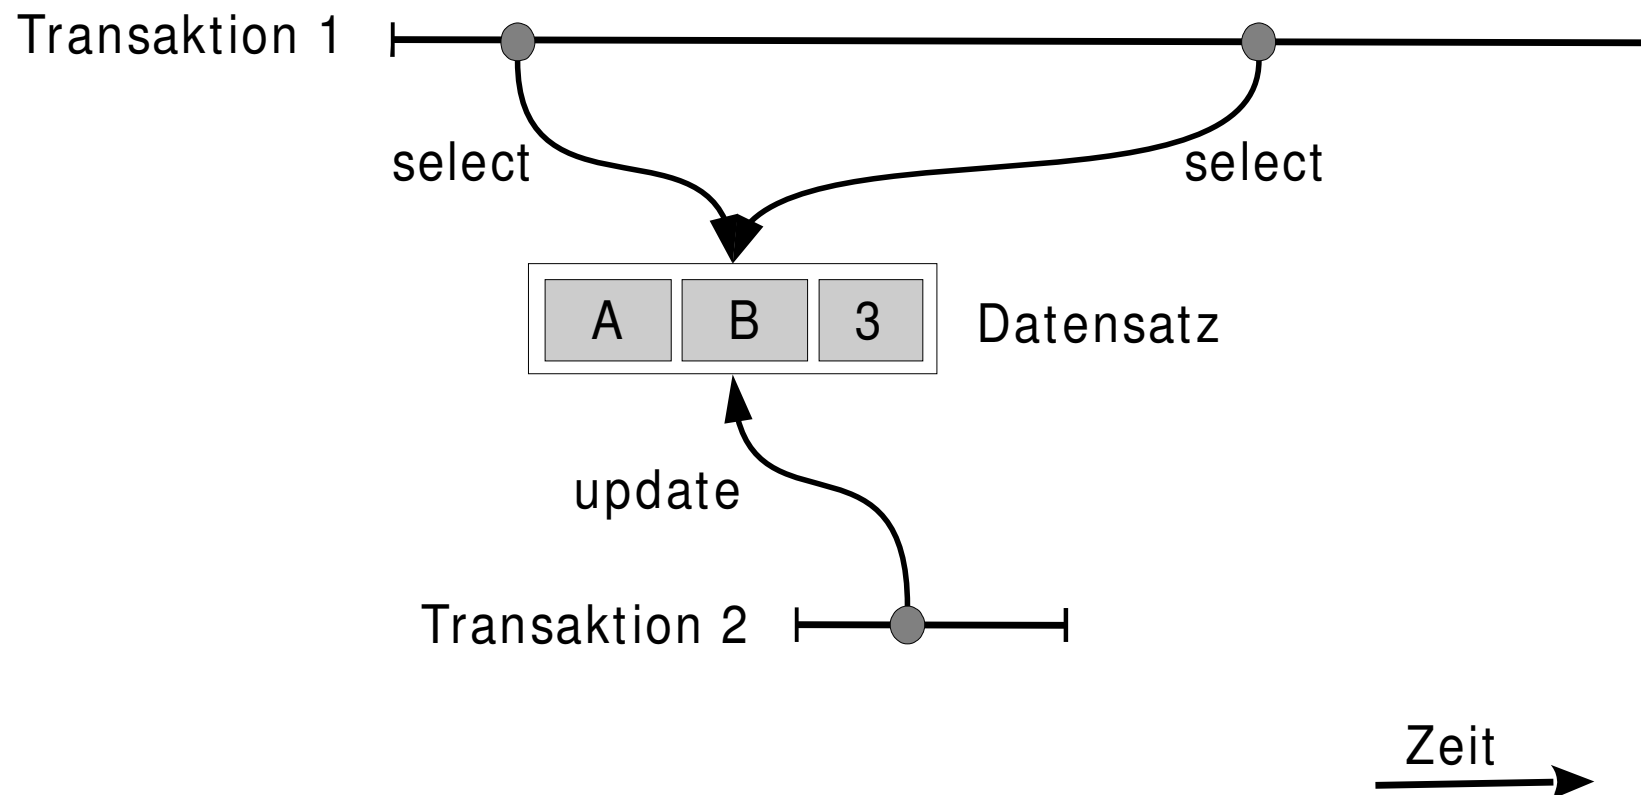 Transaktion 1
select
select
A B 3
Datensatz
update
Transaktion 2
Zeit